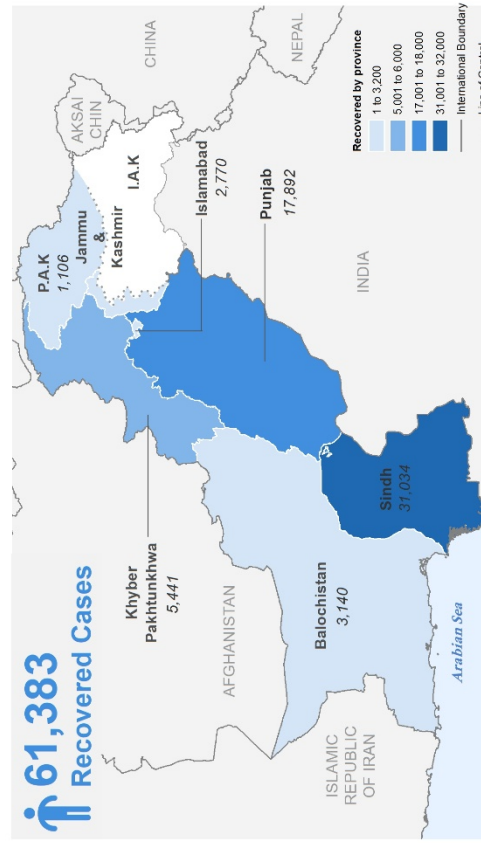 61,383
Recovered Cases
CHINA
AKSAI
CHIN
NEPAL
P.A.K
1,106
Jammu
&
Kashmir
I.A.K
Khyber
Pakhtunkhwa
5,441
Islamabad
2,770
Punjab
17,892
AFGHANISTAN
INDIA
Balochistan
3,140
Sindh
31,034
ISLAMIC
REPUBLIC
OF IRAN
Arabian Sea
Recovered by province
1 to 3,200
5,001 to 6,000
17,001 to 18,000
31,001 to 32,000
International Boundary
Line of Control